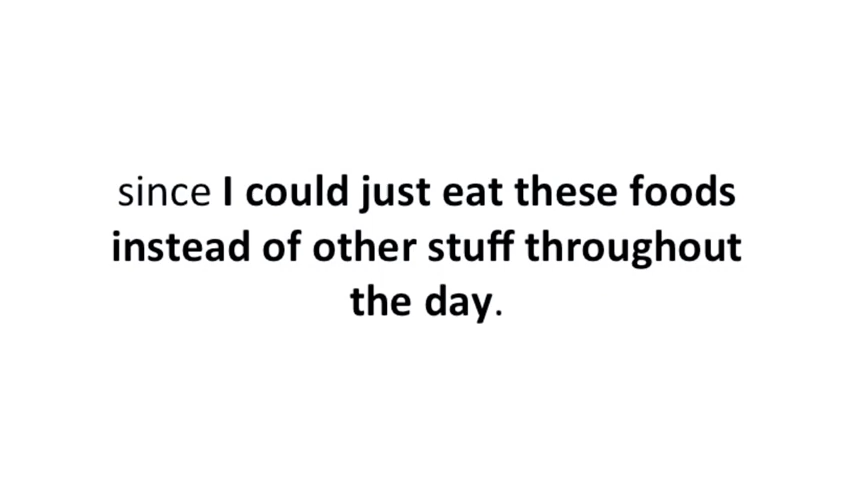 since I could just eat these foods
instead of other stuff throughout
the day.